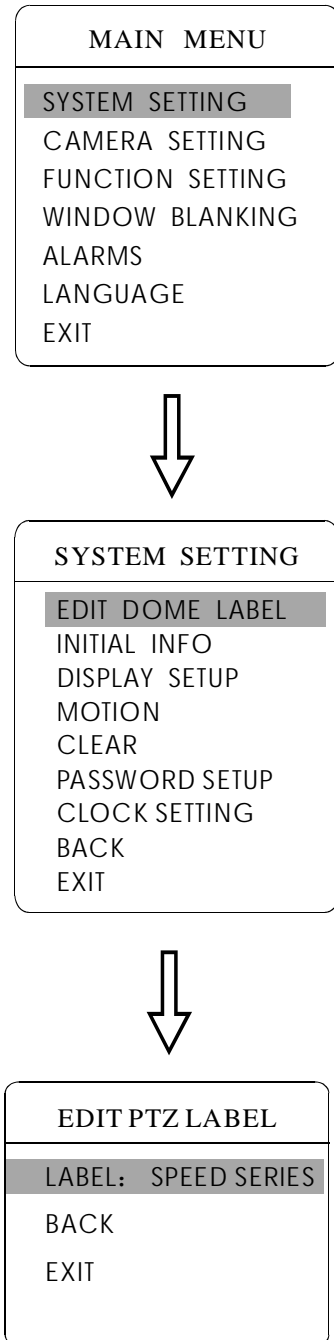 MAIN MENU
SYSTEM SETTING
CAMERA SETTING
FUNCTION SETTING
WINDOW BLANKING
ALARMS
LANGUAGE
EXIT
SYSTEM SETTING
EDIT DOME LABEL
INITIAL INFO
DISPLAY SETUP
MOTION
CLEAR
PASSWORD SETUP
CLOCK SETTING
BACK
EXIT
EDIT PTZ LABEL
LABEL： SPEED SERIES
BACK
EXIT